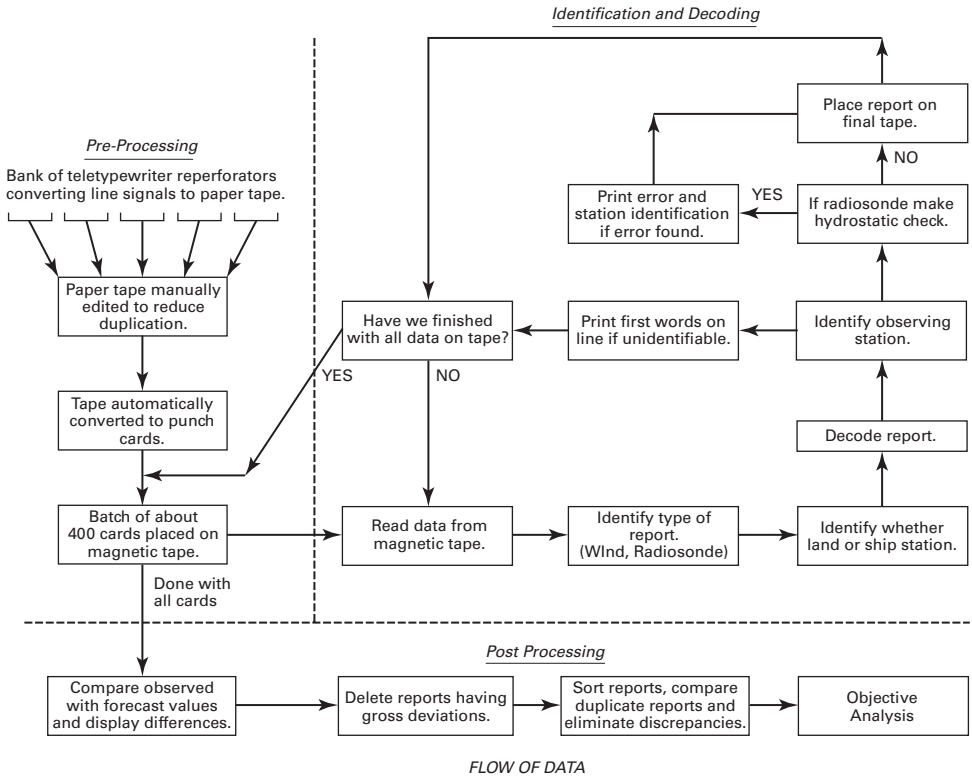 Identification and Decoding
Place report on
final tape.
NO
Pre-Processing
Bank of teletypewriter reperforators
converting line signals to paper tape.
Print error and
station identification
if error found.
YES
If radiosonde make
hydrostatic check.
Paper tape manually
edited to reduce
duplication.
Have we finished
with all data on tape?
Print first words on
line if unidentifiable.
Identify observing
station.
YES
NO
Tape automatically
converted to punch
cards.
Decode report.
Batch of about
400 cards placed on
magnetic tape.
Read data from
magnetic tape.
Identify type of
report.
(WInd, Radiosonde)
Identify whether
land or ship station.
Done with
all cards
Post Processing
Compare observed
with forecast values
and display differences.
Delete reports having
gross deviations.
Sort reports, compare
duplicate reports and
eliminate discrepancies.
Objective
Analysis
FLOW OF DATA